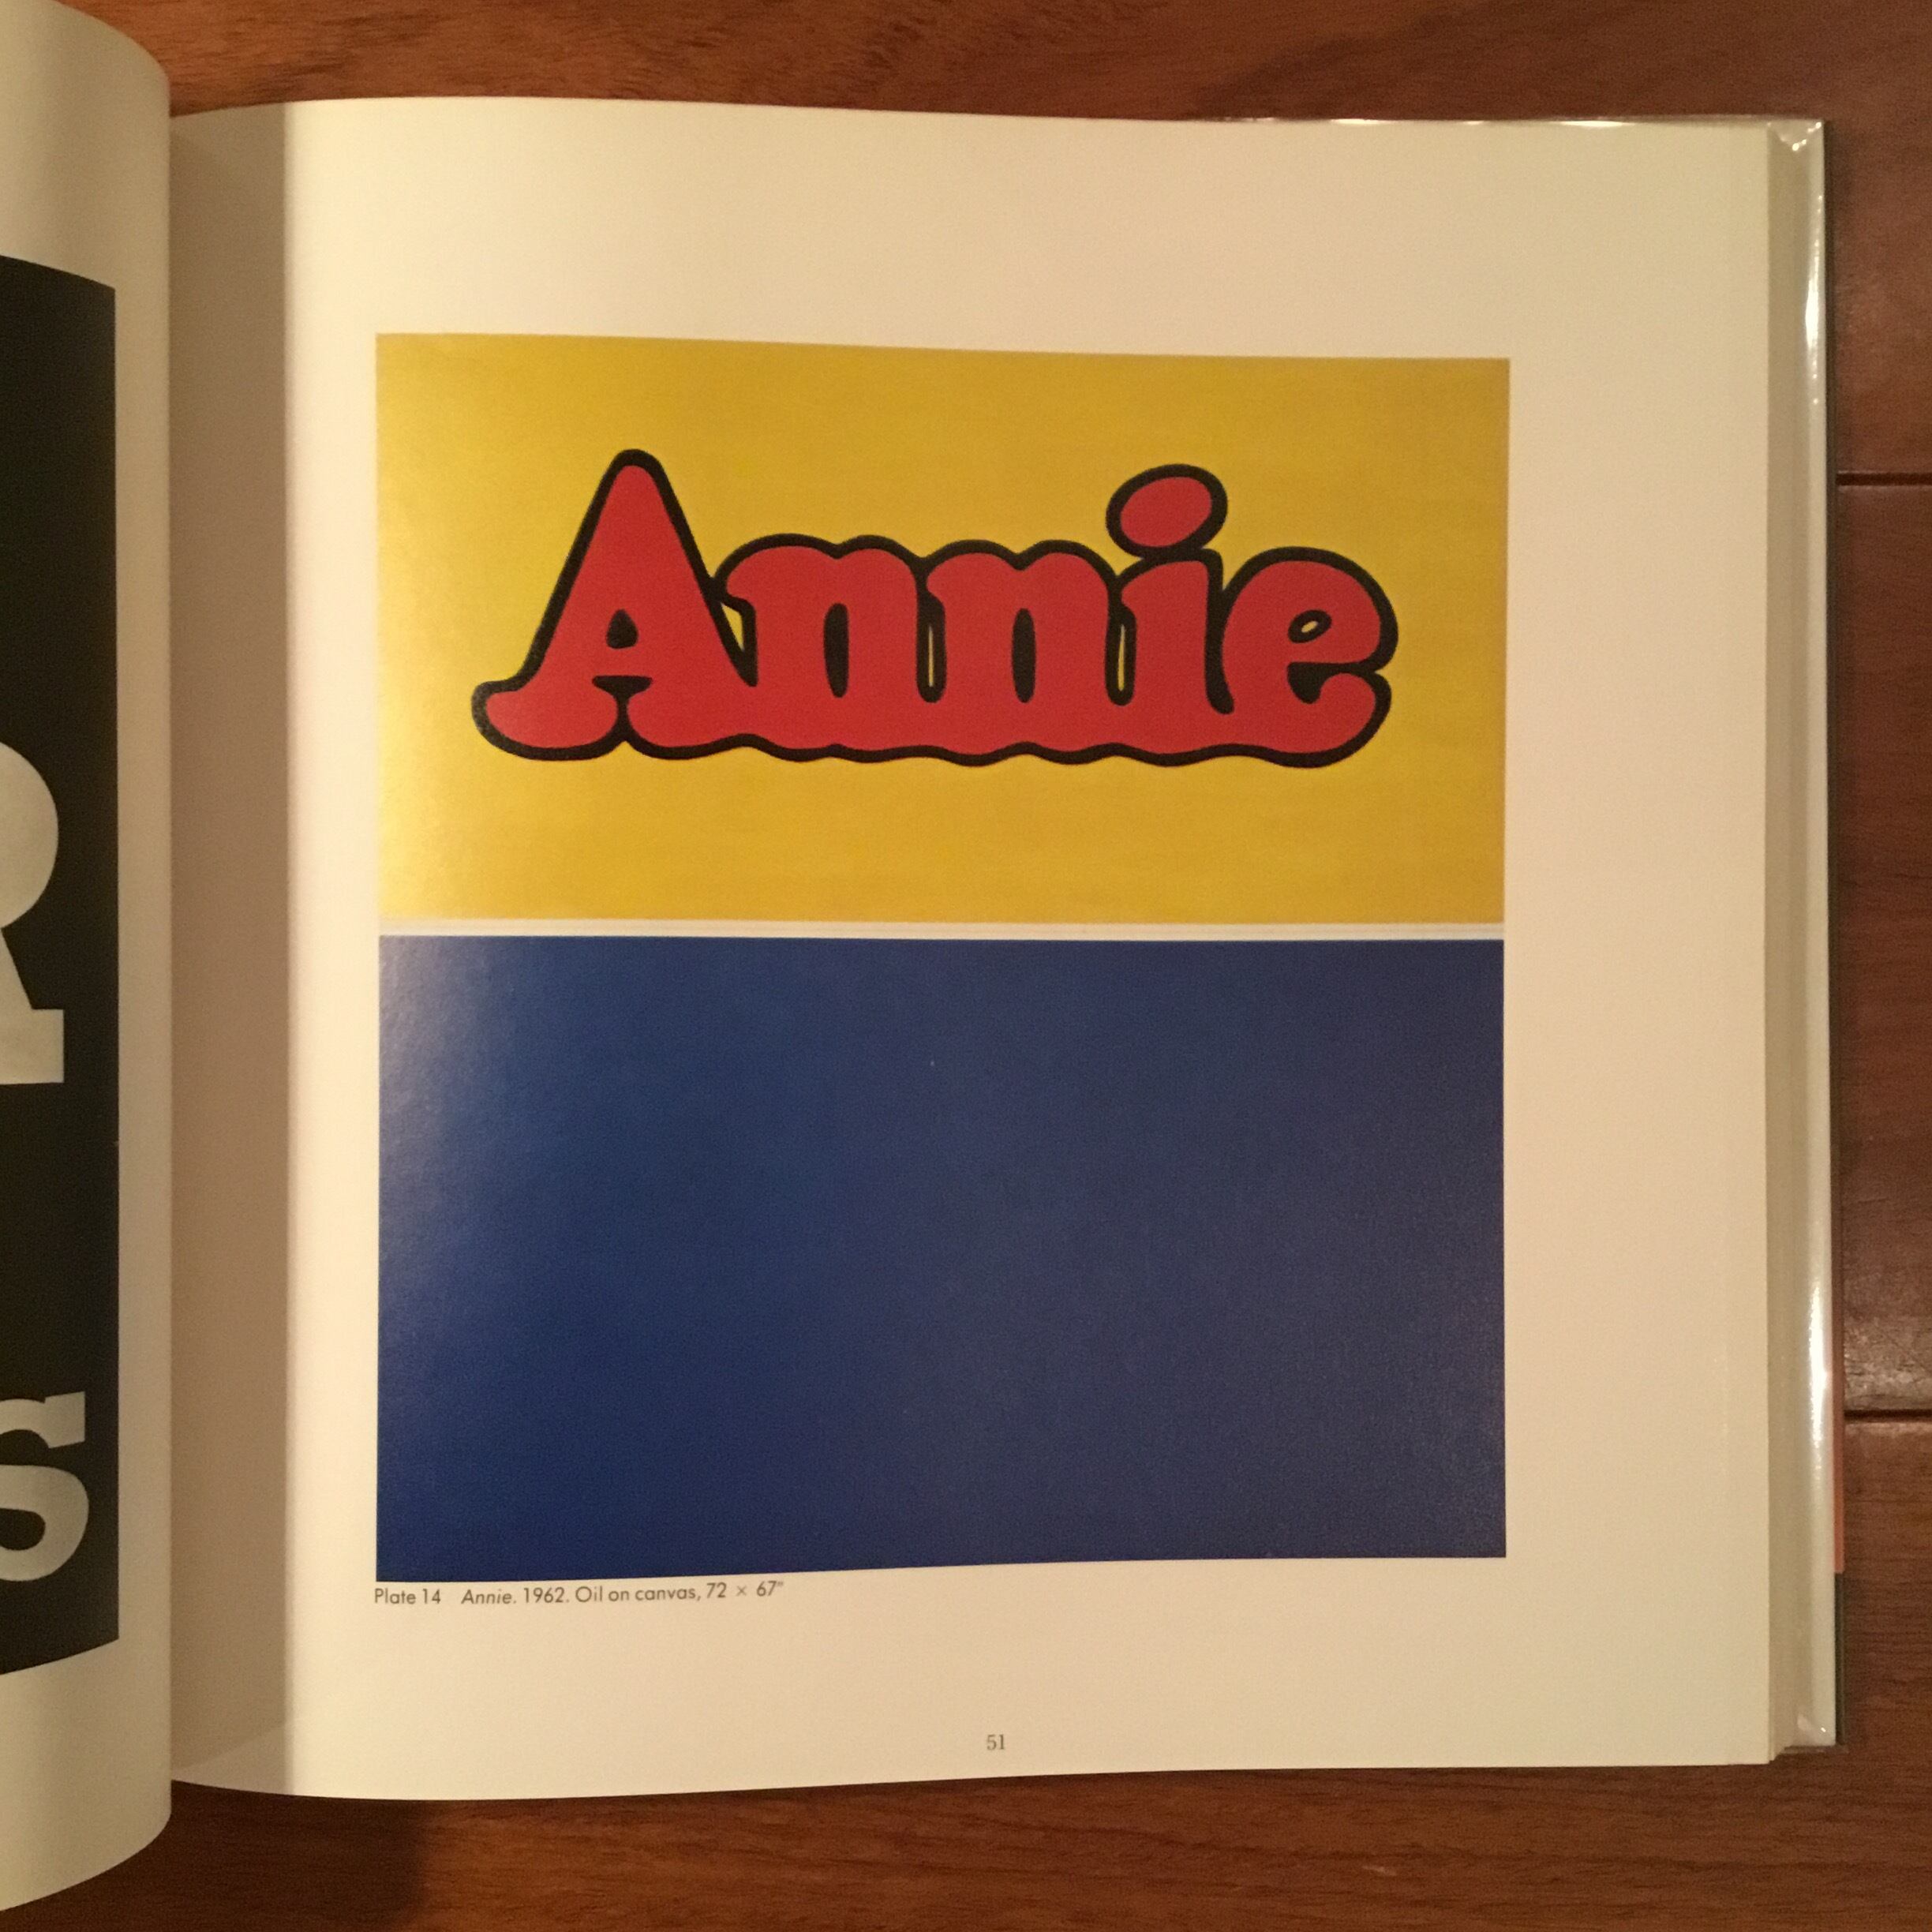 R
s
Annie
Plate 14 Annie. 1962. Oil on canvas, 72 × 67"
51